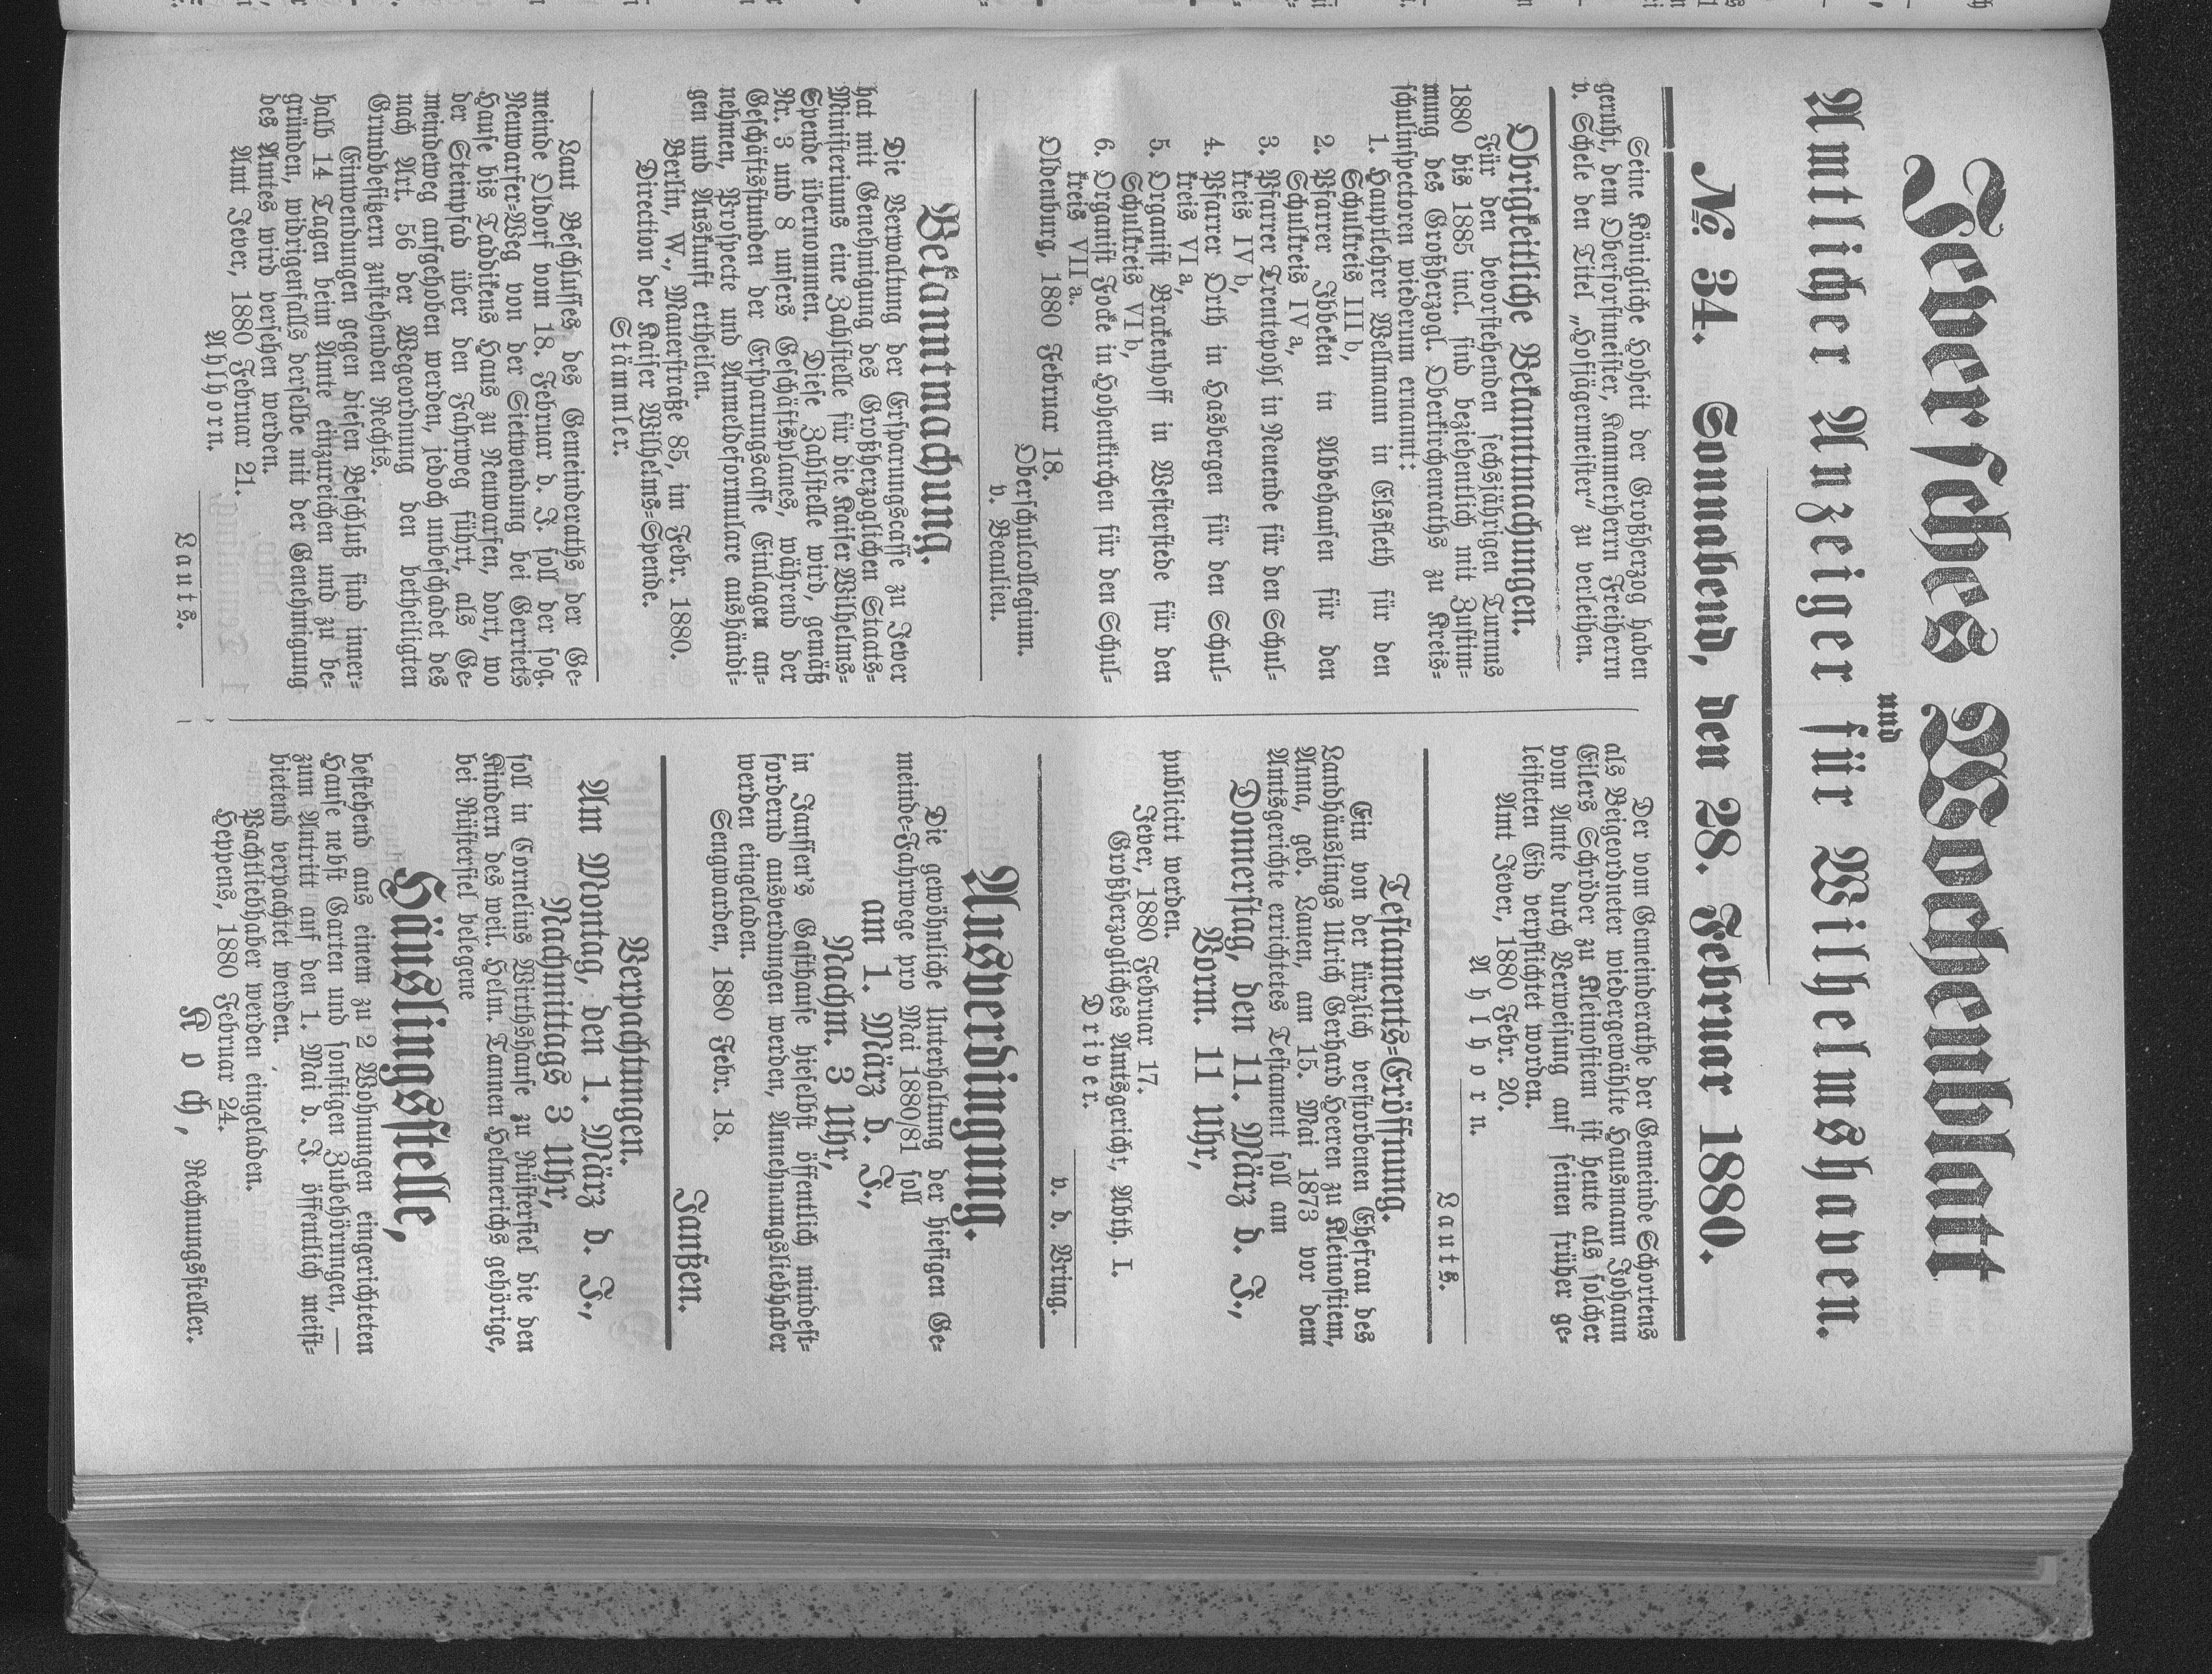 Jeversches Wochenblatt
und
Amtlicher Anzeiger für Wilhelmshaven.
№ 34. Sonnabend, den 28. Februar 1880.
Seine Königliche Hoheit der Großherzog haben
geruht, dem Oberforstmeister, Kammerherrn Freiherrn
v. Schele den Titel „Hofjägermeister“ zu verleihen.
Obrigkeitliche Bekanntmachungen.
Für den bevorstehenden sechsjährigen Turnus
1880 bis 1885 incl. sind beziehentlich mit Zustim-
mung des Großherzogl. Oberkirchenraths zu Kreis-
schulinspectoren wiederum ernannt:
1. Hauptlehrer Wellmann in Elsfleth für den
Schulkreis III b,
2. Pfarrer Ibbeken in Abbehausen für den
Schulkreis IV a,
3. Pfarrer Trentepohl in Neuende für den Schul-
kreis IV b,
4. Pfarrer Orth in Hasbergen für den Schul-
kreis VI a,
5. Organist Brakenhoff in Westerstede für den
Schulkreis VI b,
6. Organist Focke in Hohenkirchen für den Schul-
kreis VII a.
Oldenburg, 1880 Februar 18.
Oberschulcollegium.
v. Beaulieu.
Bekanntmachung.
Die Verwaltung der Ersparungscasse zu Jever
hat mit Genehmigung des Großherzoglichen Staats-
Ministeriums eine Zahlstelle für die Kaiser Wilhelms-
Spende übernommen. Diese Zahlstelle wird, gemäß
Nr. 3 und 8 unsers Geschäftsplanes, während der
Geschäftsstunden der Ersparungscasse Einlagen an-
nehmen, Prospecte und Anmeldeformulare aushändi-
gen und Auskunft ertheilen.
Berlin, W., Mauerstraße 85, im Febr. 1880.
Direction der Kaiser Wilhelms-Spende.
Stämmler.
Laut Beschlusses des Gemeinderaths der Ge-
meinde Oldorf vom 18. Februar d. J. soll der sog.
Neuwarfer-Weg von der Sietwendung bei Gerriets
Hause bis Taddikens Haus zu Neuwarfen, dort, wo
der Steinpfad über den Fahrweg führt, als Ge-
meindeweg aufgehoben werden, jedoch unbeschadet des
nach Art. 56 der Wegeordnung den betheiligten
Grundbesitzern zustehenden Rechts.
Einwendungen gegen diesen Beschluß sind inner-
halb 14 Tagen beim Amte einzureichen und zu be-
gründen, widrigenfalls derselbe mit der Genehmigung
des Amtes wird versehen werden.
Amt Jever, 1880 Februar 21.
Ahlhorn.
Lauts.
Der vom Gemeinderathe der Gemeinde Schortens
als Beigeordneter wiedergewählte Hausmann Johann
Eilers Schröder zu Kleinostiem ist heute als solcher
vom Amte durch Verweisung auf seinen früher ge-
leisteten Eid verpflichtet worden.
Amt Jever, 1880 Febr. 20.
Ahlhorn.
Lauts.
Testaments-Eröffnung.
Ein von der kürzlich verstorbenen Ehefrau des
Landhäuslings Ulrich Gerhard Heeren zu Kleinostiem,
Anna, geb. Lauen, am 15. Mai 1873 vor dem
Amtsgerichte errichtetes Testament soll am
Donnerstag, den 11. März d. J.,
Vorm. 11 Uhr,
publicirt werden.
Jever, 1880 Februar 17.
Großherzogliches Amtsgericht, Abth. I.
Driver.
v. d. Vring.
Ausverdingung.
Die gewöhnliche Unterhaltung der hiesigen Ge-
meinde-Fahrwege pro Mai 1880/81 soll
am 1. März d. J.,
Nachm. 3 Uhr,
in Janssen's Gasthause hieselbst öffentlich mindest-
fordernd ausverdungen werden, Annehmungsliebhaber
werden eingeladen.
Sengwarden, 1880 Febr. 18.
Janßen.
Verpachtungen.
Am Montag, den 1. März d. J.,
Nachmittags 3 Uhr,
soll in Cornelius Wirthshause zu Rüstersiel die den
Kindern des weil. Helm. Tannen Helmerichs gehörige,
bei Rüstersiel belegene
Häuslingsstelle,
bestehend aus einem zu 2 Wohnungen eingerichteten
Hause nebst Garten und sonstigen Zubehörungen, —
zum Antritt auf den 1. Mai d. J. öffentlich meist-
bietend verpachtet werden.
Pachtliebhaber werden eingeladen.
Heppens, 1880 Februar 24.
Koch, Rechnungssteller.